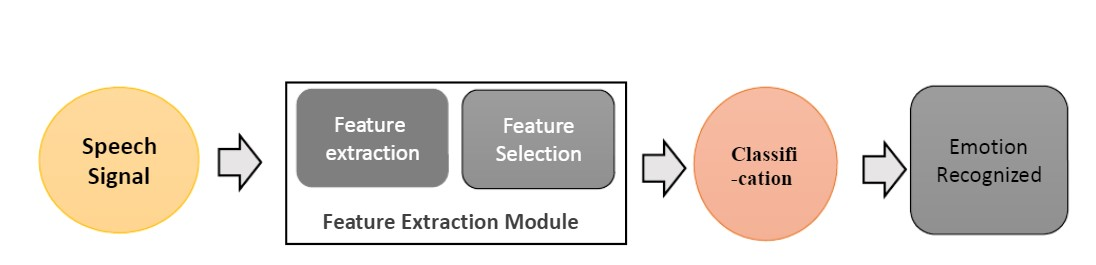 Speech
Signal
Feature
extraction
Feature
Selection
Feature Extraction Module
Classifi
-cation
Emotion
Recognized